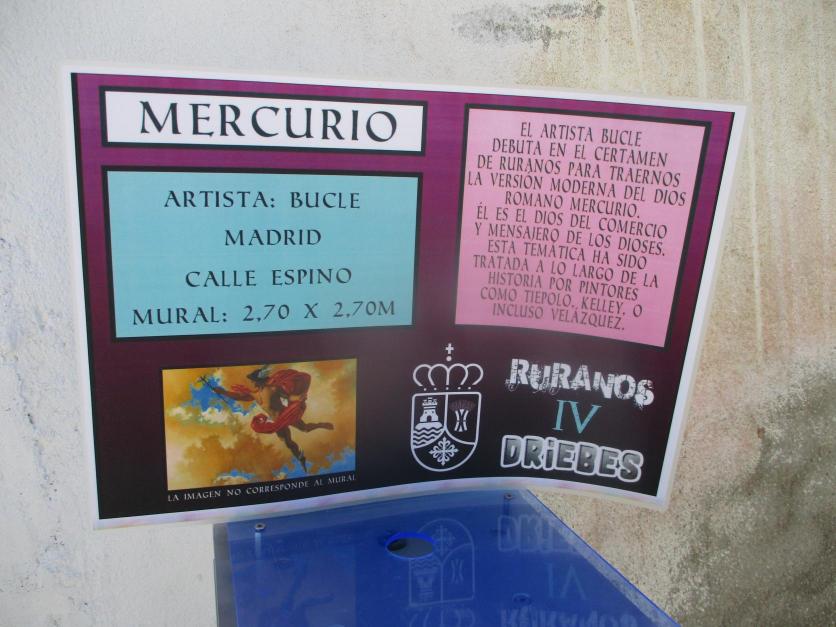 MERCURIO
ARTISTA: BUCLE
MADRID
CALLE ESPINO
MURAL: 2,70 X 2,70M
EL ARTISTA BUCLE
DEBUTA EN EL CERTAMEN
DE RURANOS PARA TRAERNOS
LA VERSIÓN MODERNA DEL DIOS
ROMANO MERCURIO.
ÉL ES EL DIOS DEL COMERCIO
Y MENSAJERO DE LOS DIOSES.
ESTA TEMÁTICA HA SIDO
TRATADA A LO LARGO DE LA
HISTORIA POR PINTORES
COMO TIEPOLO, KELLEY, O
INCLUSO VELÁZQUEZ.
LA IMAGEN NO CORRESPONDE AL MURAL
RURANOS
IV
DRIEBES